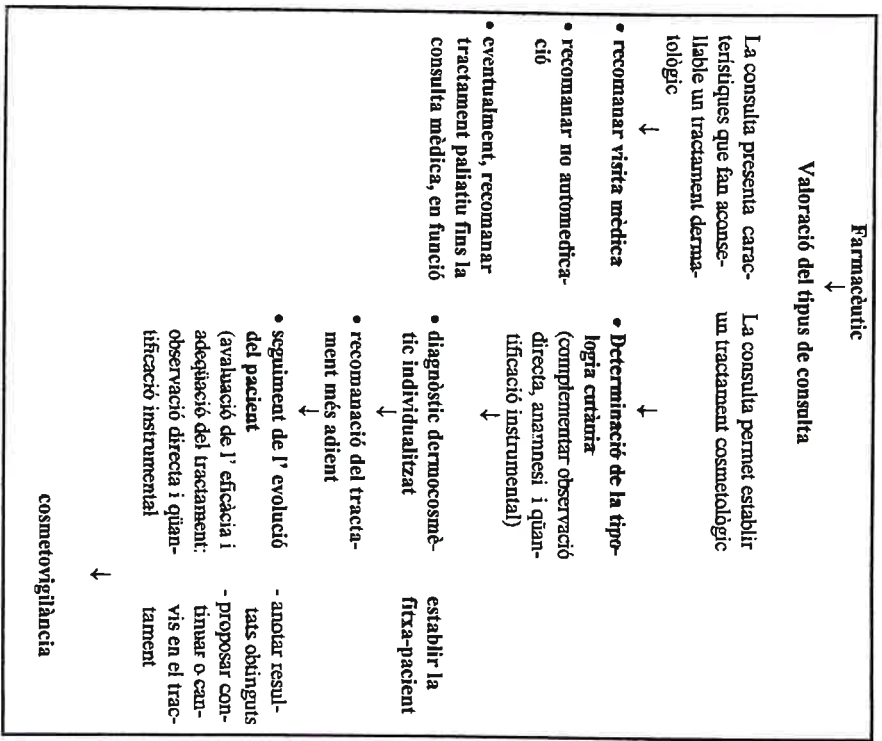 Farmacèutic
↓
Valoració del tipus de consulta
La consulta presenta carac-
terístiques que fan aconse-
llable un tractament derma-
tològic
↓
• recomanar visita mèdica
• recomanar no automedica-
ció
• eventualment, recomanar
tractament paliatiu fins la
consulta mèdica, en funció
La consulta permet establir
un tractament cosmetològic
↓
• Determinació de la tipo-
logia cutània
(complementar observació
directa, anamnesi i qüan-
tificació instrumental)
↓
• diagnòstic dermocosmè-
tic individualitzat
↓
• recomanació del tracta-
ment més adient
↓
• seguiment de l' evolució
del pacient
(avaluació de l' eficàcia i
adeqüació del tractament:
observació directa i qüan-
tificació instrumental
establir la
fitxa-pacient
- anotar resul-
tats obtinguts
- proposar con-
tinuar o can-
vis en el trac-
tament
↓
cosmetovigilància